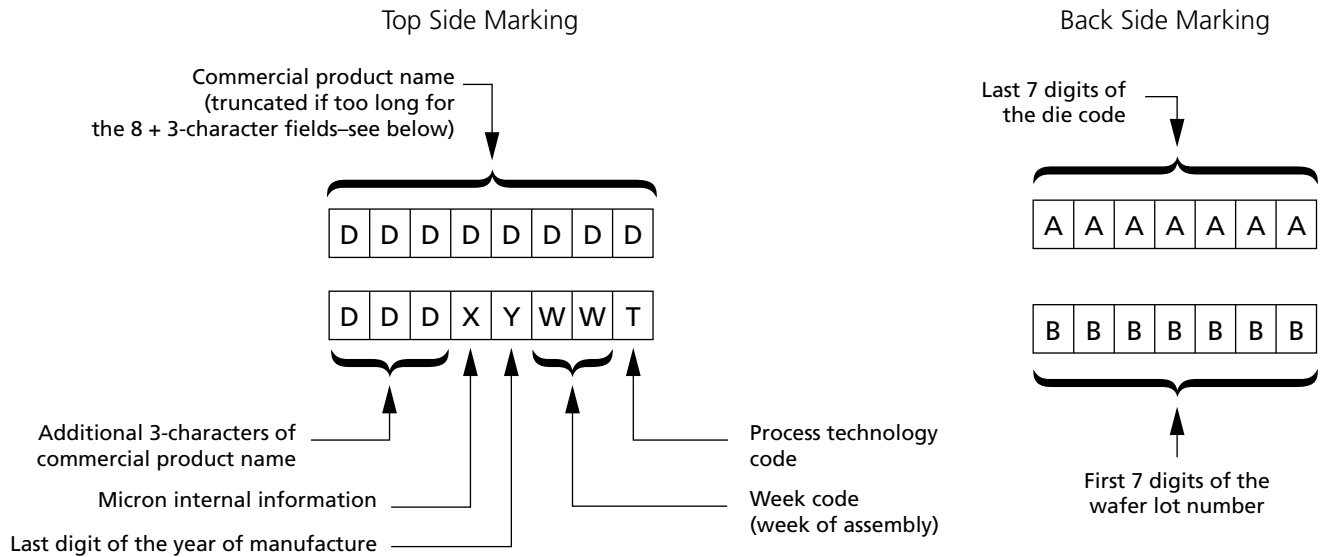 Top Side Marking
Back Side Marking
Commercial product name
(truncated if too long for
the 8 + 3-character fields–see below)
Last 7 digits of
the die code
D D D D D D D D
A A A A A A A
D D D X Y W W T
B B B B B B B
Additional 3-characters of
commercial product name
Process technology
code
Micron internal information
Week code
(week of assembly)
Last digit of the year of manufacture
First 7 digits of the
wafer lot number